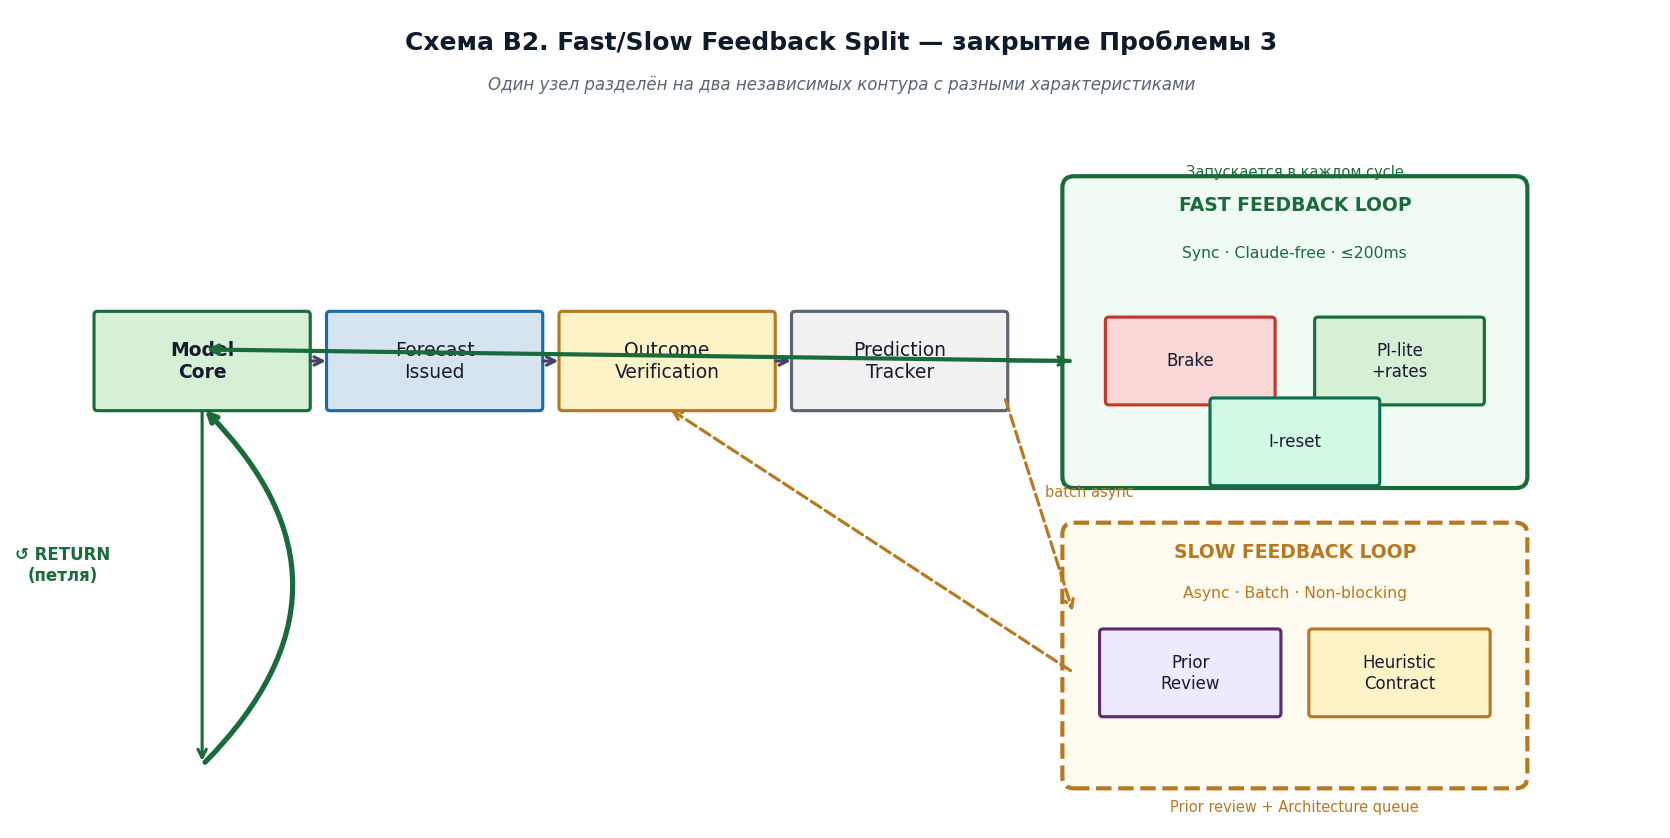 Схема B2. Fast/Slow Feedback Split — закрытие Проблемы 3
Один узел разделён на два независимых контура с разными характеристиками
Запускается в каждом cycle
FAST FEEDBACK LOOP
Sync · Claude-free · ≤200ms
Model
Core
Forecast
Issued
Outcome
Verification
Prediction
Tracker
Brake
PI-lite
+rates
I-reset
batch async
↺ RETURN
(петля)
SLOW FEEDBACK LOOP
Async · Batch · Non-blocking
Prior
Review
Heuristic
Contract
Prior review + Architecture queue